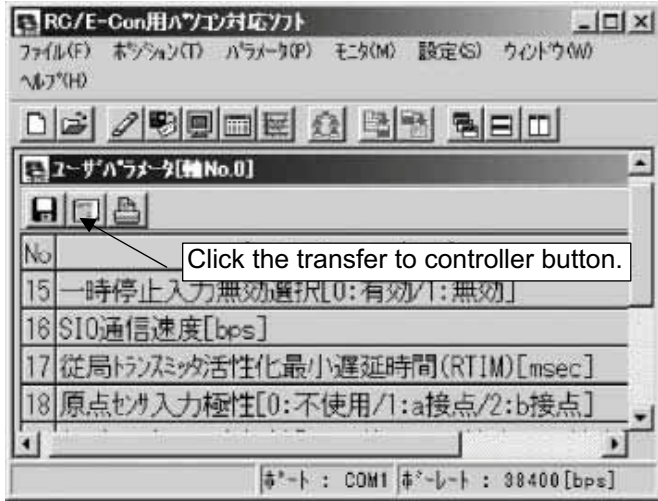 RC/E-Con用ﾊﾟｿｺﾝ対応ｿﾌﾄ
ﾌｧｲﾙ(F) ﾎﾟｼﾞｼｮﾝ(T) ﾊﾟﾗﾒｰﾀ(P) ﾓﾆﾀ(M) 設定(S) ｳｨﾝﾄﾞｳ(W)
ﾍﾙﾌﾟ(H)
ﾕｰｻﾞﾊﾟﾗﾒｰﾀ[軸No.0]
No
Click the transfer to controller button.
15 一時停止入力無効選択[0:有効/1:無効]
16 SIO通信速度[bps]
17 従局ﾄﾗﾝｽﾐｯﾀ活性化最小遅延時間(RTIM)[msec]
18 原点ｾﾝｻ入力極性[0:不使用/1:a接点/2:b接点]
ﾎﾟｰﾄ : COM1 ﾎﾞｰﾚｰﾄ : 38400[bps]